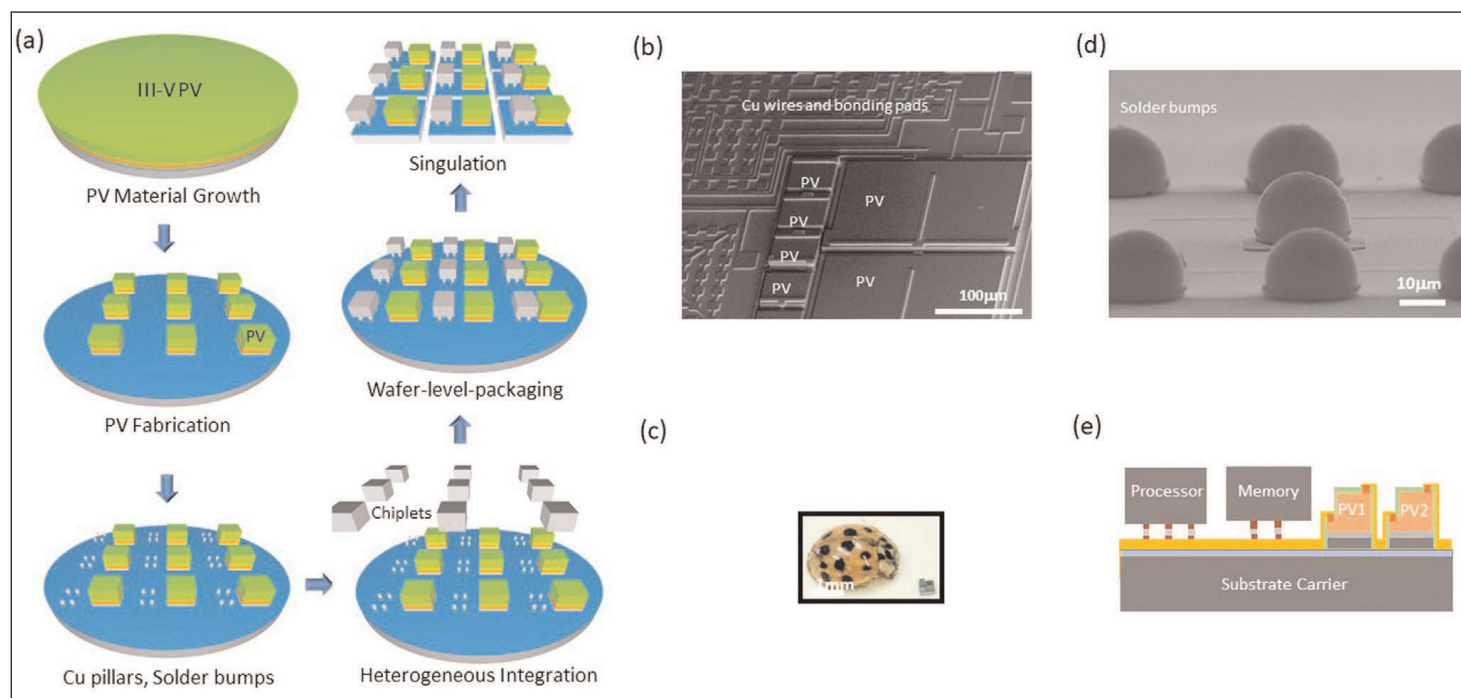 (a)
III-V PV
PV Material Growth
PV
PV Fabrication
Cu pillars, Solder bumps
Chiplets
Heterogeneous Integration
Wafer-level-packaging
Singulation
(b)
Cu wires and bonding pads
PV
PV
PV
PV
PV
PV
100µm
(c)
1mm
(d)
Solder bumps
10µm
(e)
Processor
Memory
PV1
PV2
Substrate Carrier